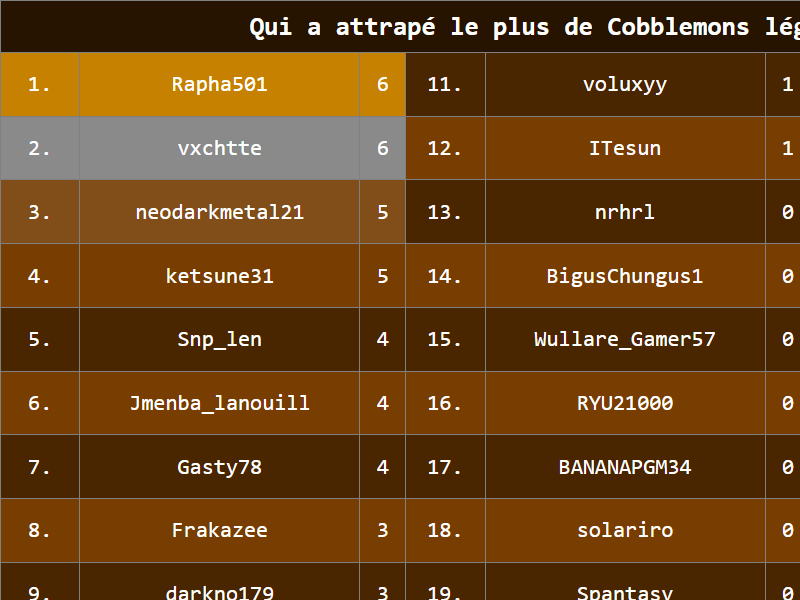 Qui a attrapé le plus de Cobblemons lég
1. Rapha501 6 11. voluxyy 1
2. vxchtte 6 12. ITesun 1
3. neodarkmetal21 5 13. nrhrl 0
4. ketsune31 5 14. BigusChungus1 0
5. Snp_len 4 15. Wullare_Gamer57 0
6. Jmenba_lanouill 4 16. RYU21000 0
7. Gasty78 4 17. BANANAPGM34 0
8. Frakazee 3 18. solariro 0
9. darkno179 3 19. Spantasy 0